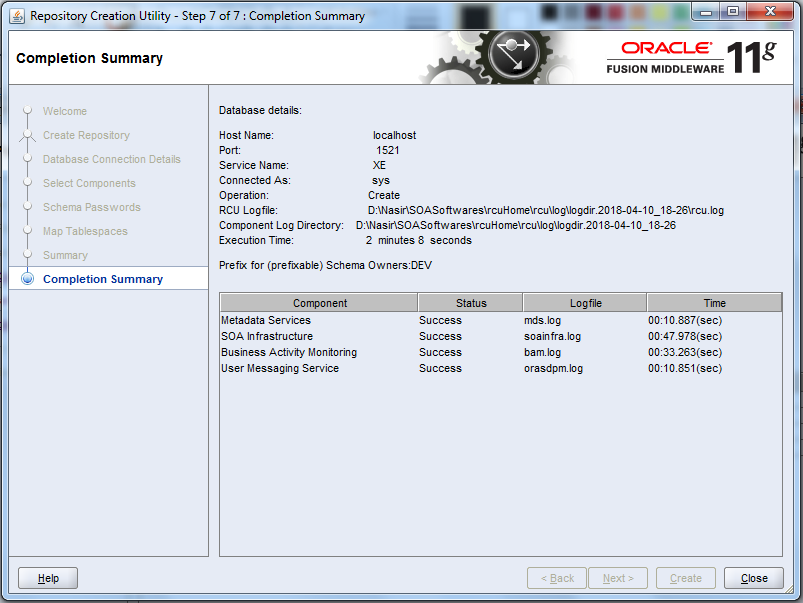 Repository Creation Utility - Step 7 of 7 : Completion Summary
Completion Summary
ORACLE
FUSION MIDDLEWARE 11g
Welcome
Create Repository
Database Connection Details
Select Components
Schema Passwords
Map Tablespaces
Summary
Completion Summary
Database details:
Host Name: localhost
Port: 1521
Service Name: XE
Connected As: sys
Operation: Create
RCU Logfile: D:\Nasir\SOASoftwares\rcuHome\rcu\log\logdir.2018-04-10_18-26\rcu.log
Component Log Directory: D:\Nasir\SOASoftwares\rcuHome\rcu\log\logdir.2018-04-10_18-26
Execution Time: 2 minutes 8 seconds
Prefix for (prefixable) Schema Owners:DEV
Component Status Logfile Time
Metadata Services Success mds.log 00:10.887(sec)
SOA Infrastructure Success soainfra.log 00:47.978(sec)
Business Activity Monitoring Success bam.log 00:33.263(sec)
User Messaging Service Success orasdpm.log 00:10.851(sec)
Help < Back Next > Create Close